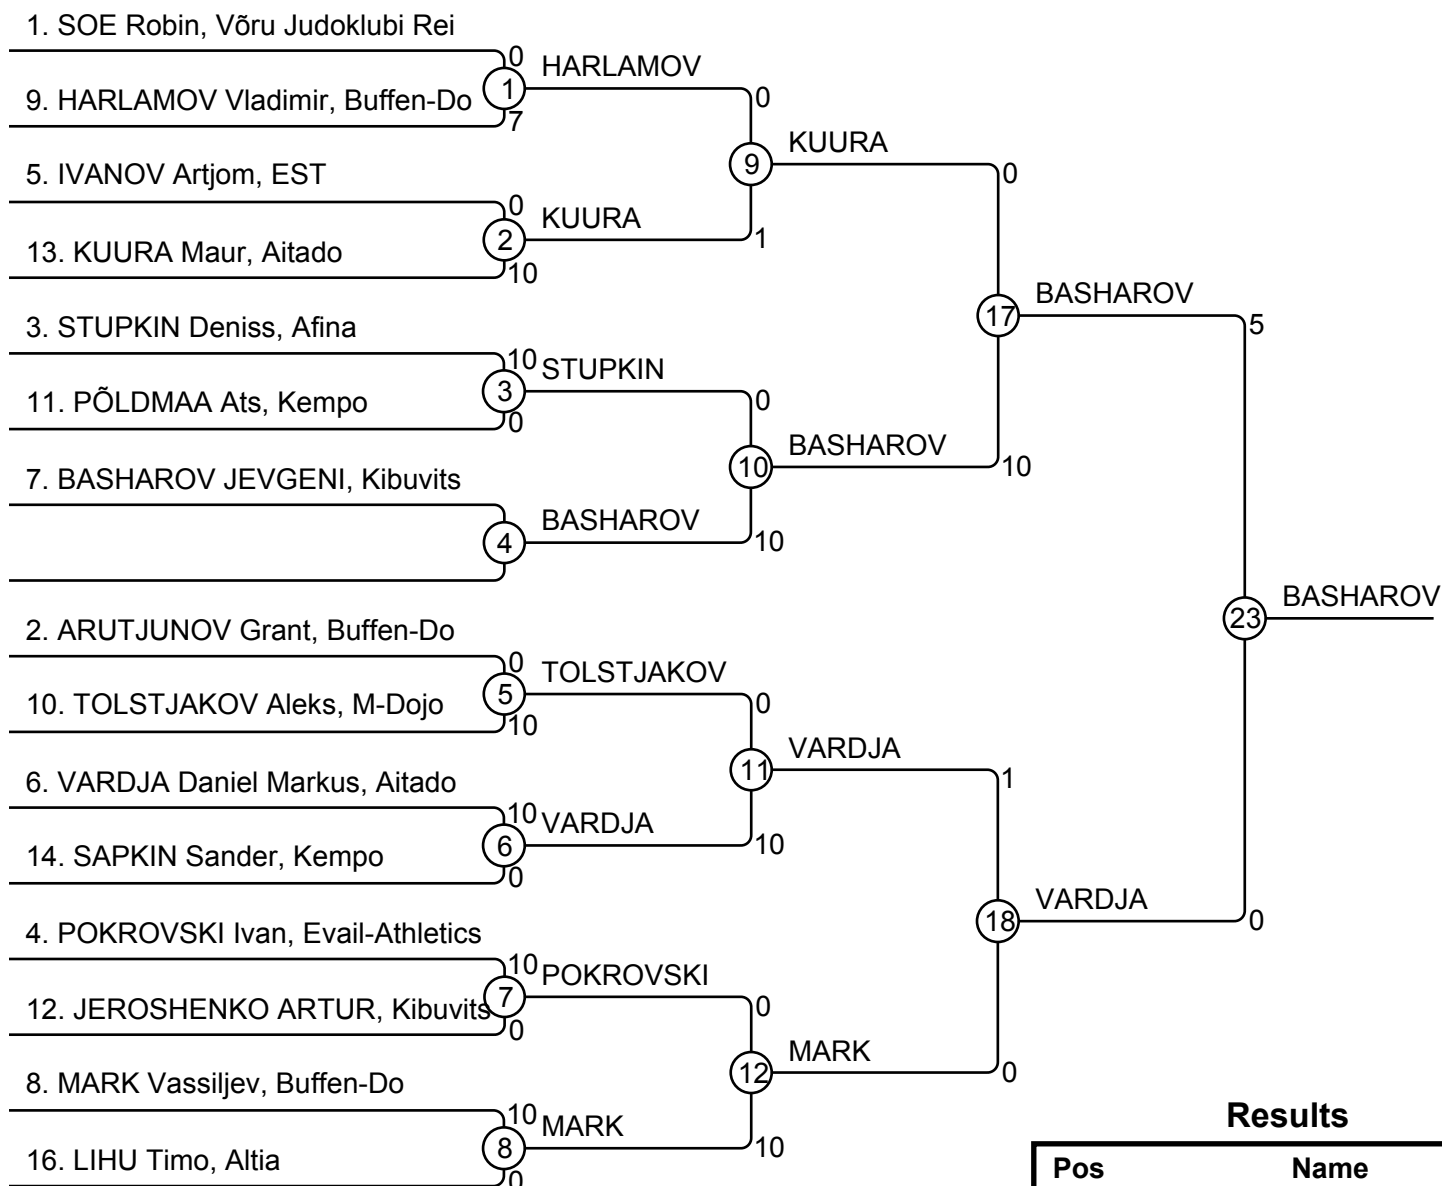 1. SOE Robin, Võru Judoklubi Rei
0
HARLAMOV
1
0
9. HARLAMOV Vladimir, Buffen-Do
7
KUURA
9
5. IVANOV Artjom, EST
0
0
KUURA
2
1
13. KUURA Maur, Aitado
10
BASHAROV
17
5
3. STUPKIN Deniss, Afina
10
STUPKIN
3
0
11. PÕLDMAA Ats, Kempo
0
BASHAROV
10
10
7. BASHAROV JEVGENI, Kibuvits
BASHAROV
4
10
BASHAROV
23
2. ARUTJUNOV Grant, Buffen-Do
0
TOLSTJAKOV
5
0
10. TOLSTJAKOV Aleks, M-Dojo
10
VARDJA
11
1
6. VARDJA Daniel Markus, Aitado
10
VARDJA
6
10
14. SAPKIN Sander, Kempo
0
VARDJA
18
0
4. POKROVSKI Ivan, Evail-Athletics
10
POKROVSKI
7
0
12. JEROSHENKO ARTUR, Kibuvits
0
MARK
12
0
8. MARK Vassiljev, Buffen-Do
10
MARK
8
10
16. LIHU Timo, Altia
0
Results
Pos Name